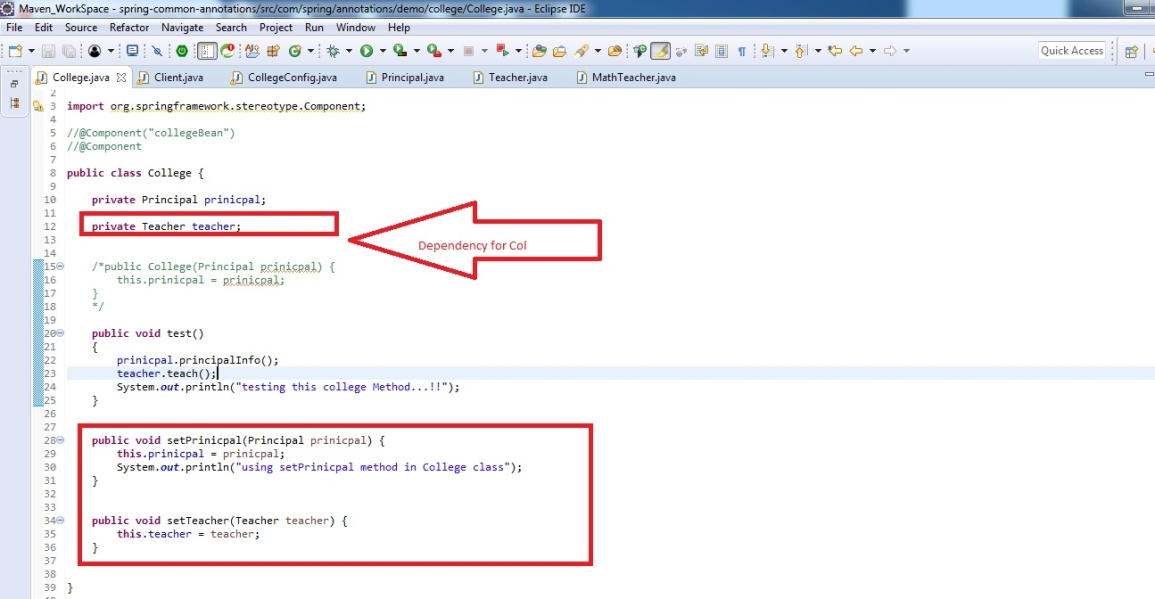 Maven_WorkSpace - spring-common-annotations/src/com/spring/annotations/demo/college/College.java - Eclipse IDE
File Edit Source Refactor Navigate Search Project Run Window Help
Quick Access
College.java Client.java CollegeConfig.java Principal.java Teacher.java MathTeacher.java
2
3 import org.springframework.stereotype.Component;
4
5 //@Component("collegeBean")
6 //@Component
7
8 public class College {
9
10 private Principal prinicpal;
11
12 private Teacher teacher;
13
Dependency for Col
14
15 /*public College(Principal prinicpal) {
16 this.prinicpal = prinicpal;
17 }
18 */
19
20 public void test()
21 {
22 prinicpal.principalInfo();
23 teacher.teach();
24 System.out.println("testing this college Method...!!");
25 }
26
27
28 public void setPrinicpal(Principal prinicpal) {
29 this.prinicpal = prinicpal;
30 System.out.println("using setPrinicpal method in College class");
31 }
32
33
34 public void setTeacher(Teacher teacher) {
35 this.teacher = teacher;
36 }
37
38
39 }